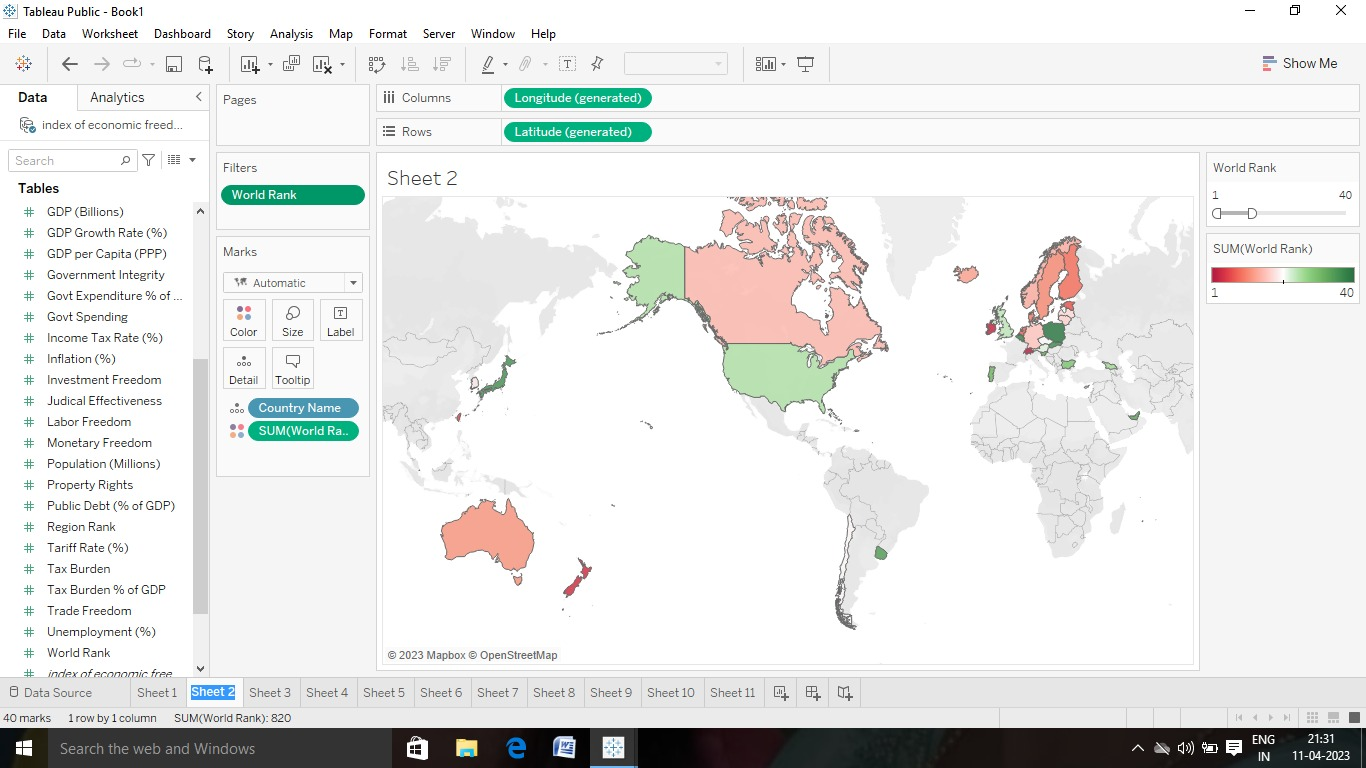 Tableau Public - Book1
File Data Worksheet Dashboard Story Analysis Map Format Server Window Help
Show Me
Data Analytics
index of economic freed...
Search
Tables
GDP (Billions)
GDP Growth Rate (%)
GDP per Capita (PPP)
Government Integrity
Govt Expenditure % of ...
Govt Spending
Income Tax Rate (%)
Inflation (%)
Investment Freedom
Judical Effectiveness
Labor Freedom
Monetary Freedom
Population (Millions)
Property Rights
Public Debt (% of GDP)
Region Rank
Tariff Rate (%)
Tax Burden
Tax Burden % of GDP
Trade Freedom
Unemployment (%)
World Rank
index of economic free
Pages
Filters
World Rank
Marks
Automatic
Color Size Label
Detail Tooltip
Country Name
SUM(World Ra..
Columns Longitude (generated)
Rows Latitude (generated)
Sheet 2
© 2023 Mapbox © OpenStreetMap
World Rank
1 40
SUM(World Rank)
1 40
Data Source Sheet 1 Sheet 2 Sheet 3 Sheet 4 Sheet 5 Sheet 6 Sheet 7 Sheet 8 Sheet 9 Sheet 10 Sheet 11
40 marks 1 row by 1 column SUM(World Rank): 820
Search the web and Windows
ENG 21:31
IN 11-04-2023